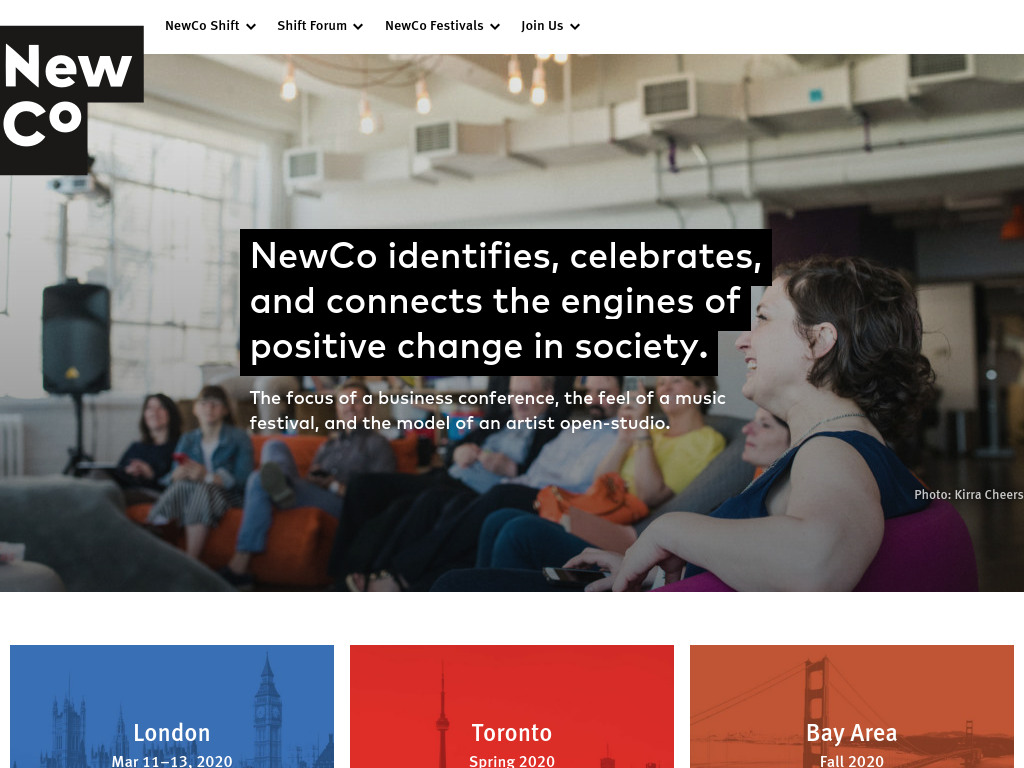 NewCo Shift
Shift Forum
NewCo Festivals
Join Us
New
Co
NewCo identifies, celebrates,
and connects the engines of
positive change in society.
The focus of a business conference, the feel of a music
festival, and the model of an artist open-studio.
Photo: Kirra Cheers
London
Mar 11–13, 2020
Toronto
Spring 2020
Bay Area
Fall 2020